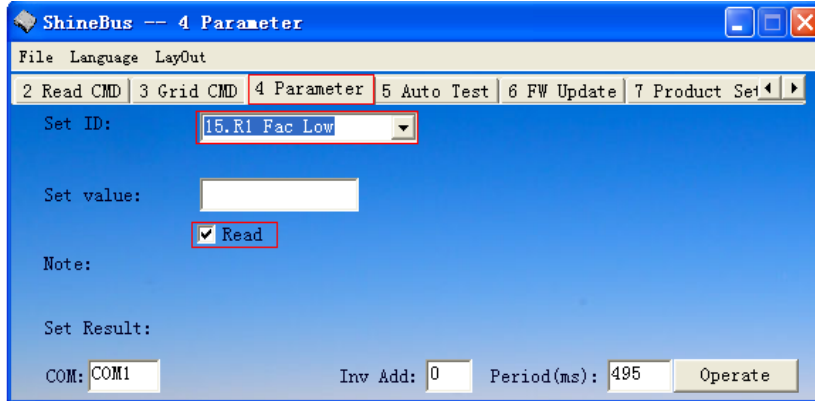 ShineBus -- 4 Parameter
File Language LayOut
2 Read CMD 3 Grid CMD 4 Parameter 5 Auto Test 6 FW Update 7 Product Set
Set ID: 15.R1 Fac Low
Set value:
Read
Note:
Set Result:
COM: COM1 Inv Add: 0 Period(ms): 495 Operate